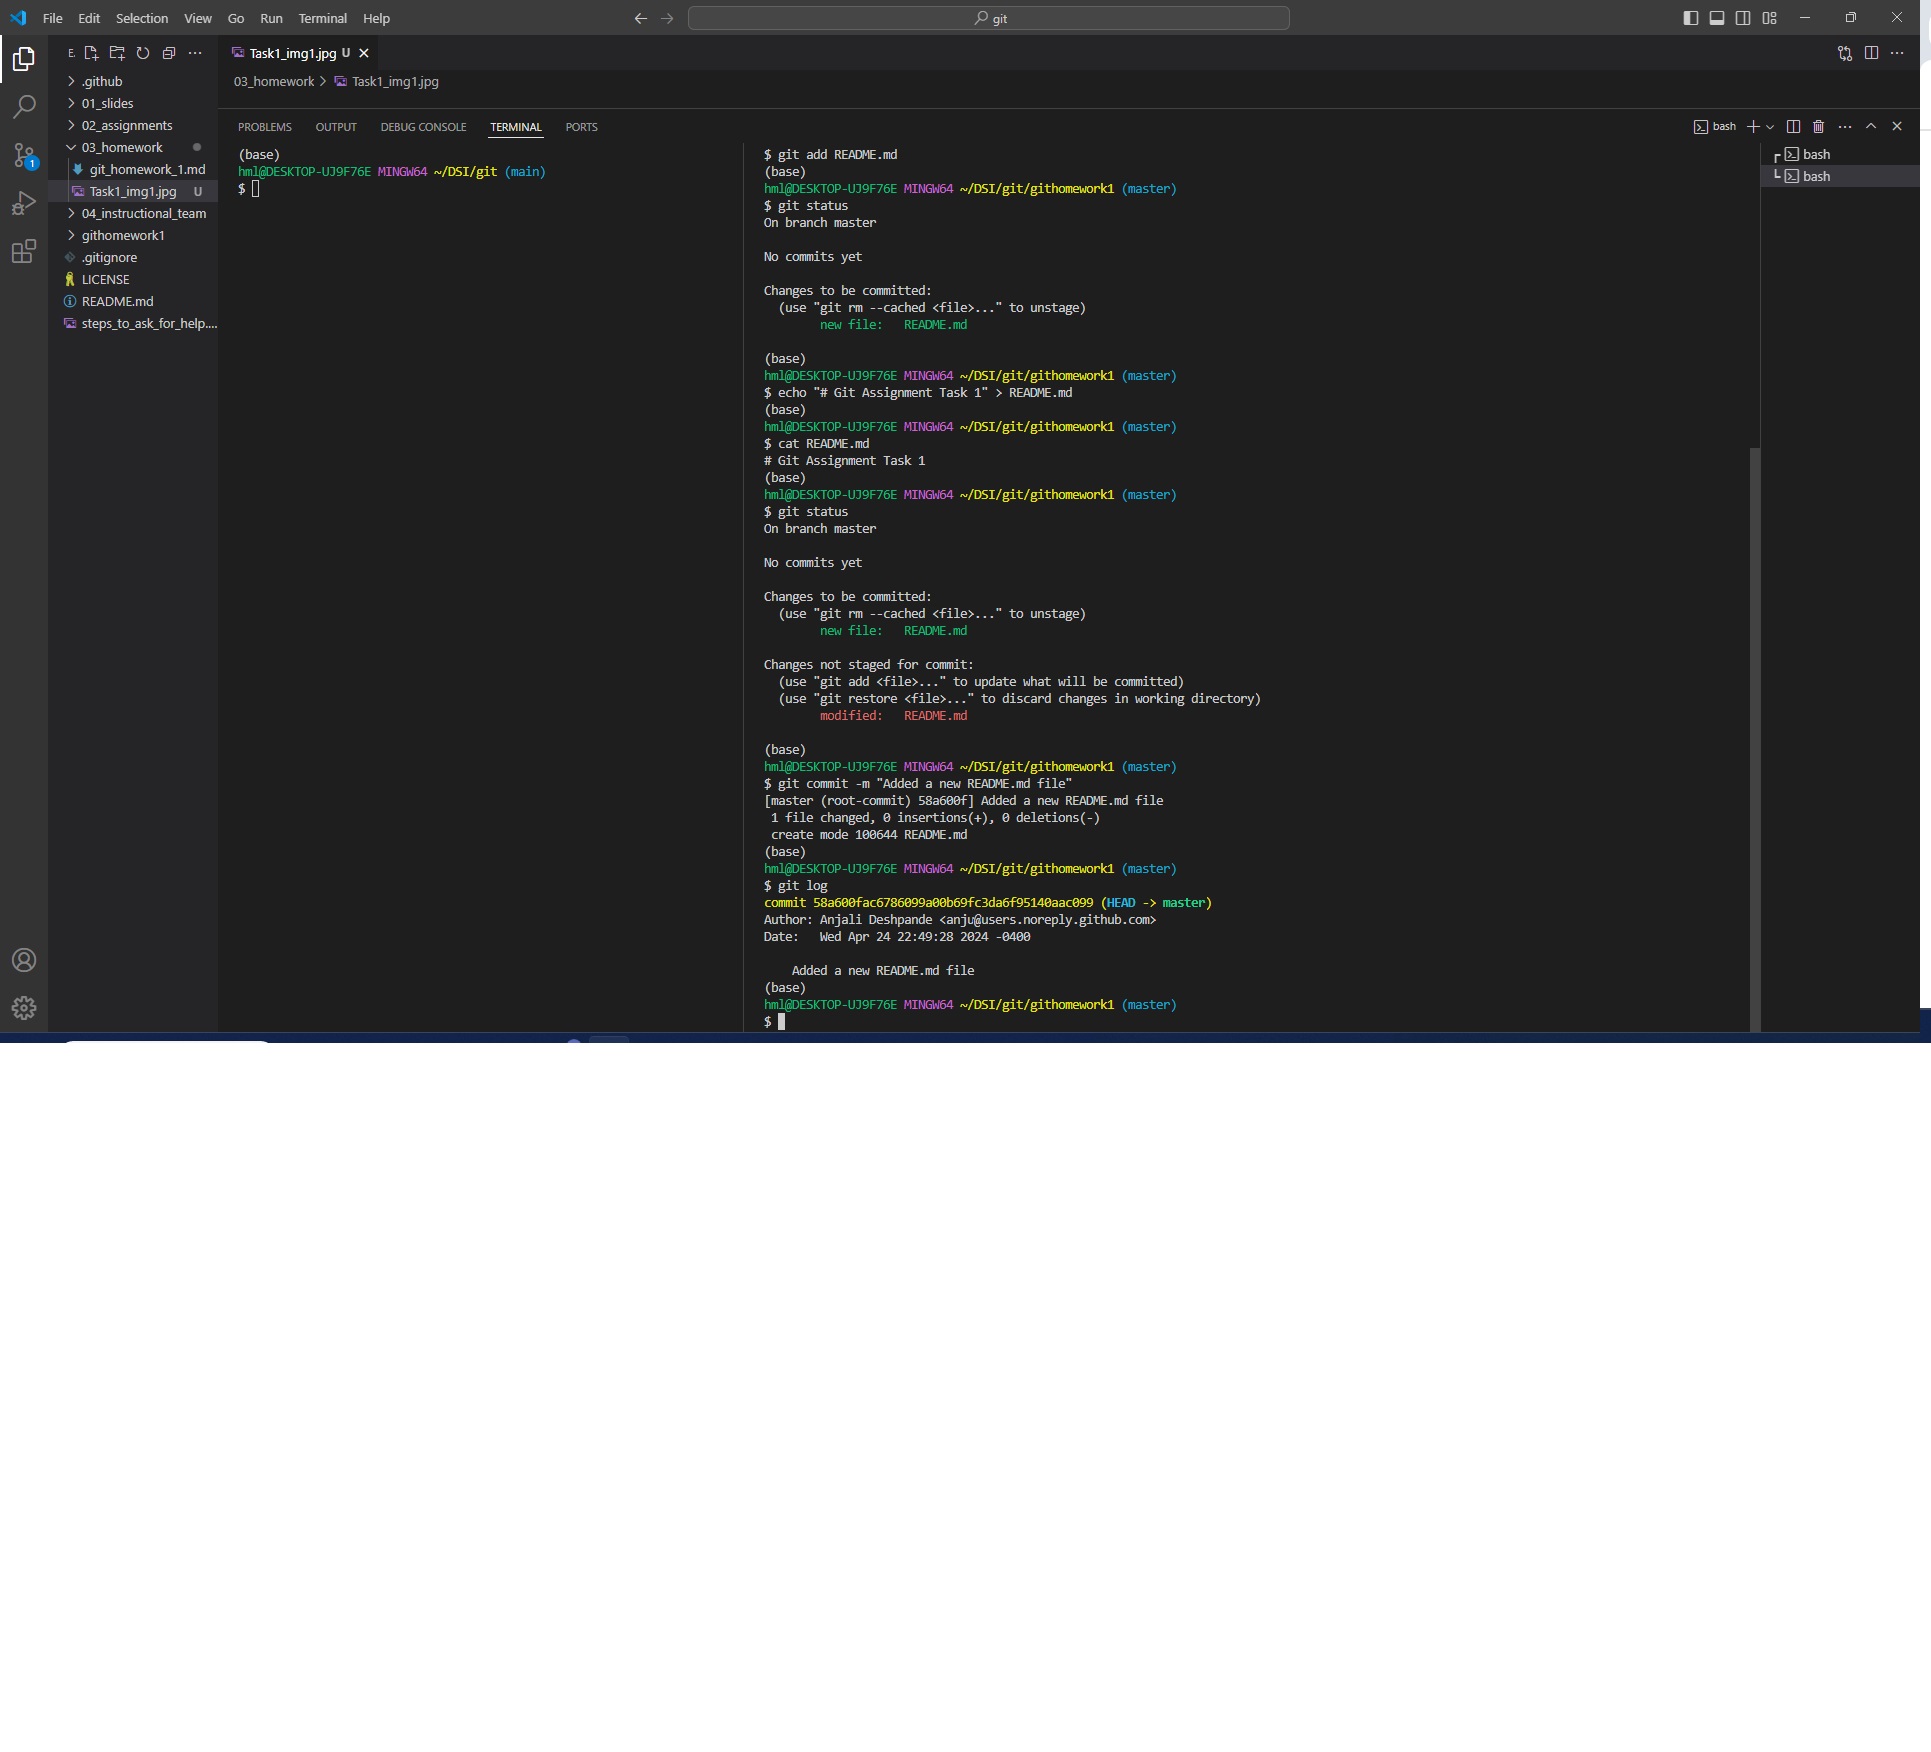 File Edit Selection View Go Run Terminal Help
git
E.
Task1_img1.jpg U
.github
01_slides
02_assignments
03_homework
git_homework_1.md
Task1_img1.jpg U
04_instructional_team
githomework1
.gitignore
LICENSE
README.md
steps_to_ask_for_help....
1
03_homework > Task1_img1.jpg
PROBLEMS OUTPUT DEBUG CONSOLE TERMINAL PORTS
bash
(base)
hml@DESKTOP-UJ9F76E MINGW64 ~/DSI/git (main)
$
$ git add README.md
(base)
hml@DESKTOP-UJ9F76E MINGW64 ~/DSI/git/githomework1 (master)
$ git status
On branch master
No commits yet
Changes to be committed:
  (use "git rm --cached <file>..." to unstage)
        new file:   README.md
(base)
hml@DESKTOP-UJ9F76E MINGW64 ~/DSI/git/githomework1 (master)
$ echo "# Git Assignment Task 1" > README.md
(base)
hml@DESKTOP-UJ9F76E MINGW64 ~/DSI/git/githomework1 (master)
$ cat README.md
# Git Assignment Task 1
(base)
hml@DESKTOP-UJ9F76E MINGW64 ~/DSI/git/githomework1 (master)
$ git status
On branch master
No commits yet
Changes to be committed:
  (use "git rm --cached <file>..." to unstage)
        new file:   README.md
Changes not staged for commit:
  (use "git add <file>..." to update what will be committed)
  (use "git restore <file>..." to discard changes in working directory)
        modified:   README.md
(base)
hml@DESKTOP-UJ9F76E MINGW64 ~/DSI/git/githomework1 (master)
$ git commit -m "Added a new README.md file"
[master (root-commit) 58a600f] Added a new README.md file
 1 file changed, 0 insertions(+), 0 deletions(-)
 create mode 100644 README.md
(base)
hml@DESKTOP-UJ9F76E MINGW64 ~/DSI/git/githomework1 (master)
$ git log
commit 58a600fac6786099a00b69fc3da6f95140aac099 (HEAD -> master)
Author: Anjali Deshpande <anju@users.noreply.github.com>
Date:   Wed Apr 24 22:49:28 2024 -0400
    Added a new README.md file
(base)
hml@DESKTOP-UJ9F76E MINGW64 ~/DSI/git/githomework1 (master)
$
bash
bash